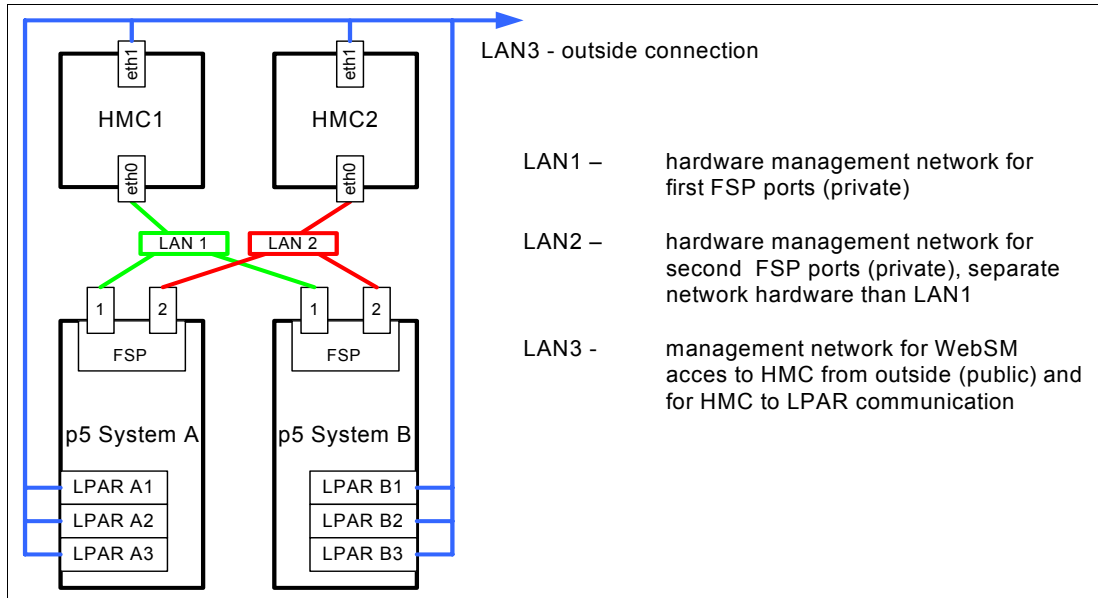 eth1
eth1
LAN3 - outside connection
HMC1
HMC2
eth0
eth0
LAN1 –
hardware management network for
first FSP ports (private)
LAN 1
LAN 2
LAN2 –
hardware management network for
second  FSP ports (private), separate
network hardware than LAN1
1
2
1
2
FSP
FSP
LAN3 -
management network for WebSM
acces to HMC from outside (public) and
for HMC to LPAR communication
p5 System A
p5 System B
LPAR A1
LPAR B1
LPAR A2
LPAR B2
LPAR A3
LPAR B3